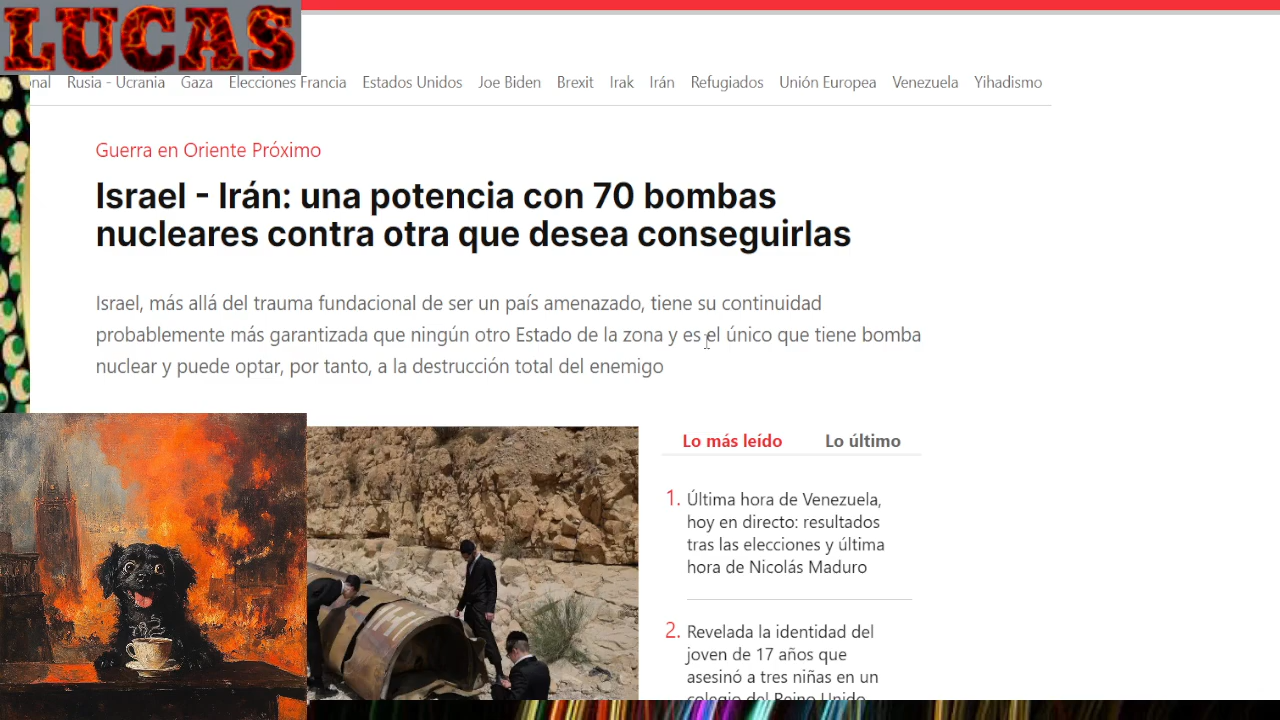 LUCAS
nal Rusia - Ucrania Gaza Elecciones Francia Estados Unidos Joe Biden Brexit Irak Irán Refugiados Unión Europea Venezuela Yihadismo
Guerra en Oriente Próximo
Israel - Irán: una potencia con 70 bombas
nucleares contra otra que desea conseguirlas
Israel, más allá del trauma fundacional de ser un país amenazado, tiene su continuidad
probablemente más garantizada que ningún otro Estado de la zona y es el único que tiene bomba
nuclear y puede optar, por tanto, a la destrucción total del enemigo
Lo más leído Lo último
1. Última hora de Venezuela,
hoy en directo: resultados
tras las elecciones y última
hora de Nicolás Maduro
2. Revelada la identidad del
joven de 17 años que
asesinó a tres niñas en un
colegio del Reino Unido